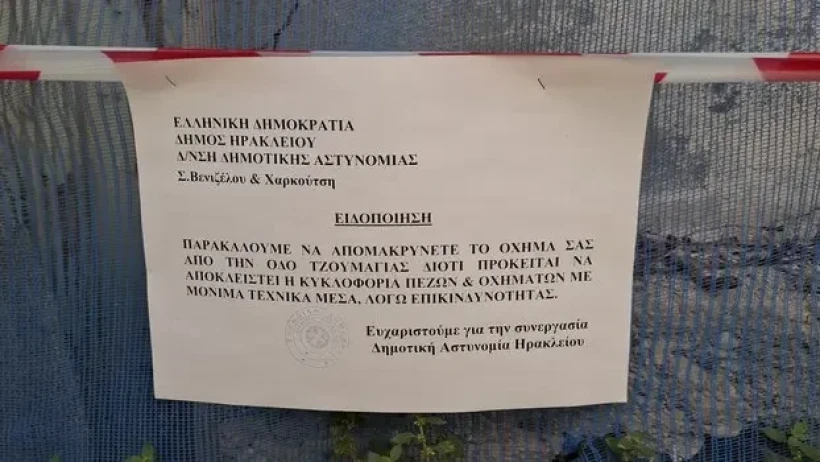 ΕΛΛΗΝΙΚΗ ΔΗΜΟΚΡΑΤΙΑ
ΔΗΜΟΣ ΗΡΑΚΛΕΙΟΥ
Δ/ΝΣΗ ΔΗΜΟΤΙΚΗΣ ΑΣΤΥΝΟΜΙΑΣ
Σ.Βενιζέλου & Χαρκούτση
ΕΙΔΟΠΟΙΗΣΗ
ΠΑΡΑΚΑΛΟΥΜΕ ΝΑ ΑΠΟΜΑΚΡΥΝΕΤΕ ΤΟ ΟΧΗΜΑ ΣΑΣ
ΑΠΟ ΤΗΝ ΟΔΟ ΤΖΟΥΜΑΓΙΑΣ ΔΙΟΤΙ ΠΡΟΚΕΙΤΑΙ ΝΑ
ΑΠΟΚΛΕΙΣΤΕΙ Η ΚΥΚΛΟΦΟΡΙΑ ΠΕΖΩΝ & ΟΧΗΜΑΤΩΝ ΜΕ
ΜΟΝΙΜΑ ΤΕΧΝΙΚΑ ΜΕΣΑ, ΛΟΓΩ ΕΠΙΚΙΝΔΥΝΟΤΗΤΑΣ.
Ευχαριστούμε για την συνεργασία
Δημοτική Αστυνομία Ηρακλείου